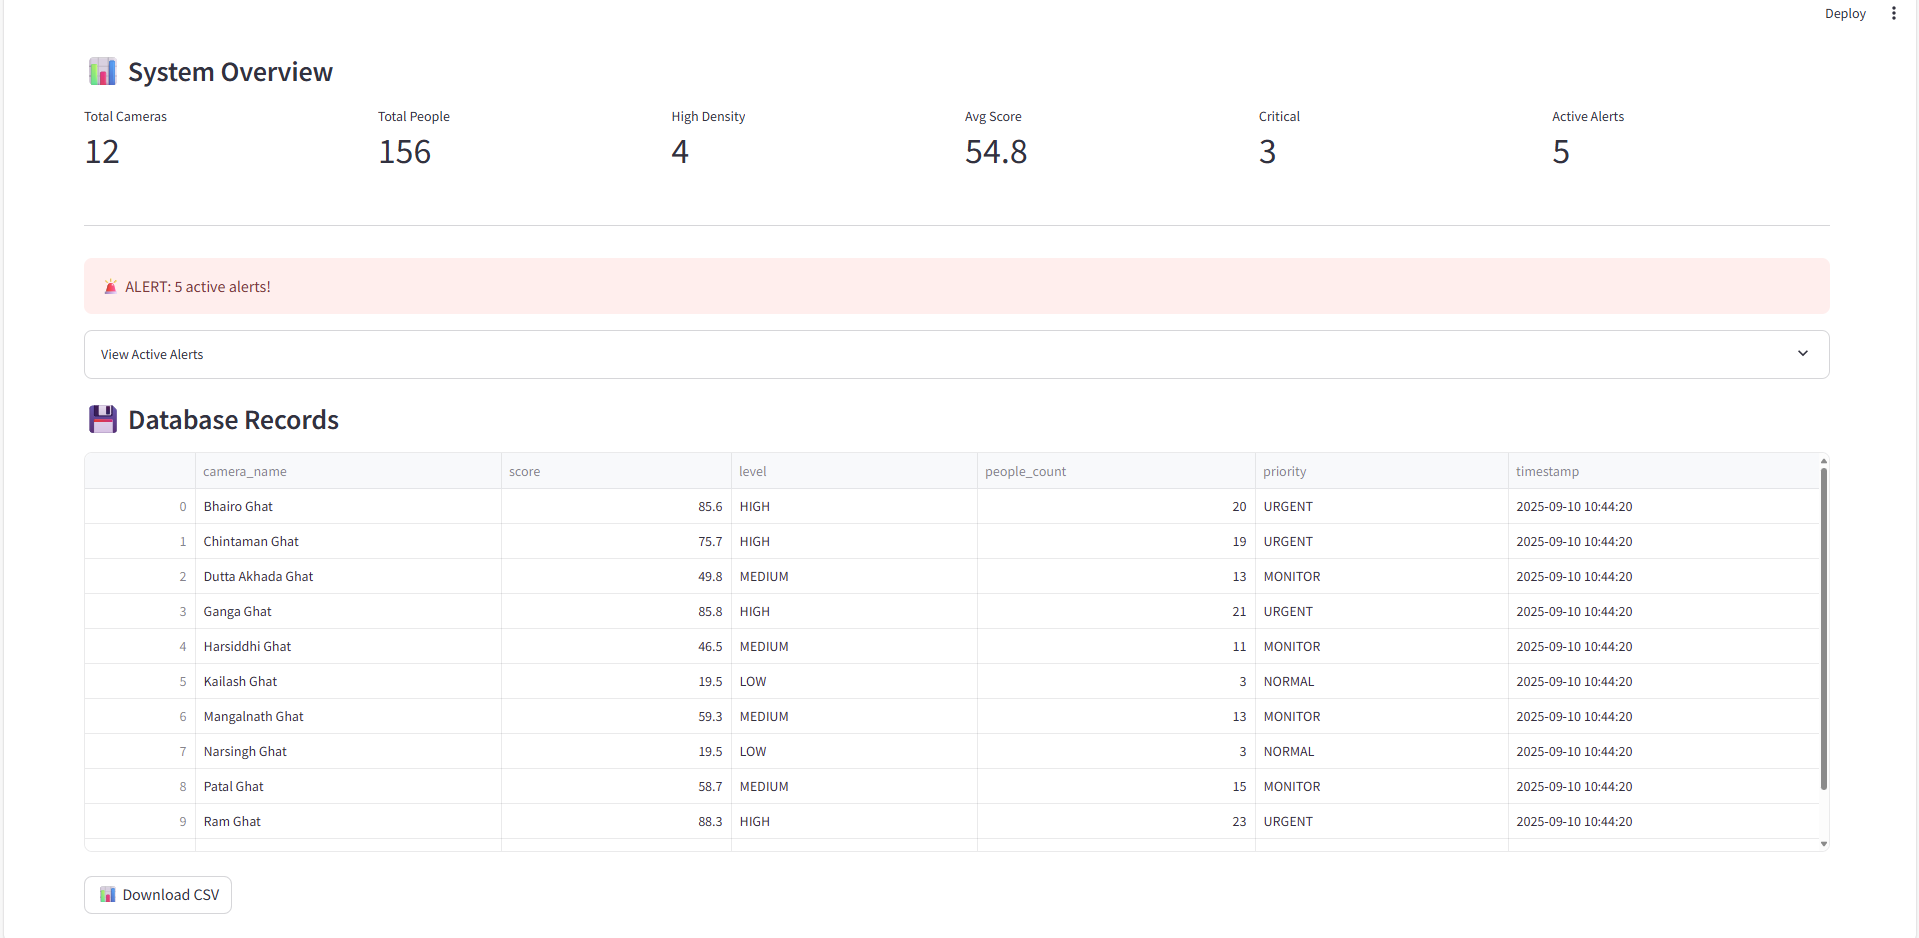 Deploy
System Overview
Total Cameras Total People High Density Avg Score Critical Active Alerts
12 156 4 54.8 3 5
ALERT: 5 active alerts!
View Active Alerts
Database Records
camera_name score level people_count priority timestamp
0 Bhairo Ghat 85.6 HIGH 20 URGENT 2025-09-10 10:44:20
1 Chintaman Ghat 75.7 HIGH 19 URGENT 2025-09-10 10:44:20
2 Dutta Akhada Ghat 49.8 MEDIUM 13 MONITOR 2025-09-10 10:44:20
3 Ganga Ghat 85.8 HIGH 21 URGENT 2025-09-10 10:44:20
4 Harsiddhi Ghat 46.5 MEDIUM 11 MONITOR 2025-09-10 10:44:20
5 Kailash Ghat 19.5 LOW 3 NORMAL 2025-09-10 10:44:20
6 Mangalnath Ghat 59.3 MEDIUM 13 MONITOR 2025-09-10 10:44:20
7 Narsingh Ghat 19.5 LOW 3 NORMAL 2025-09-10 10:44:20
8 Patal Ghat 58.7 MEDIUM 15 MONITOR 2025-09-10 10:44:20
9 Ram Ghat 88.3 HIGH 23 URGENT 2025-09-10 10:44:20
Download CSV